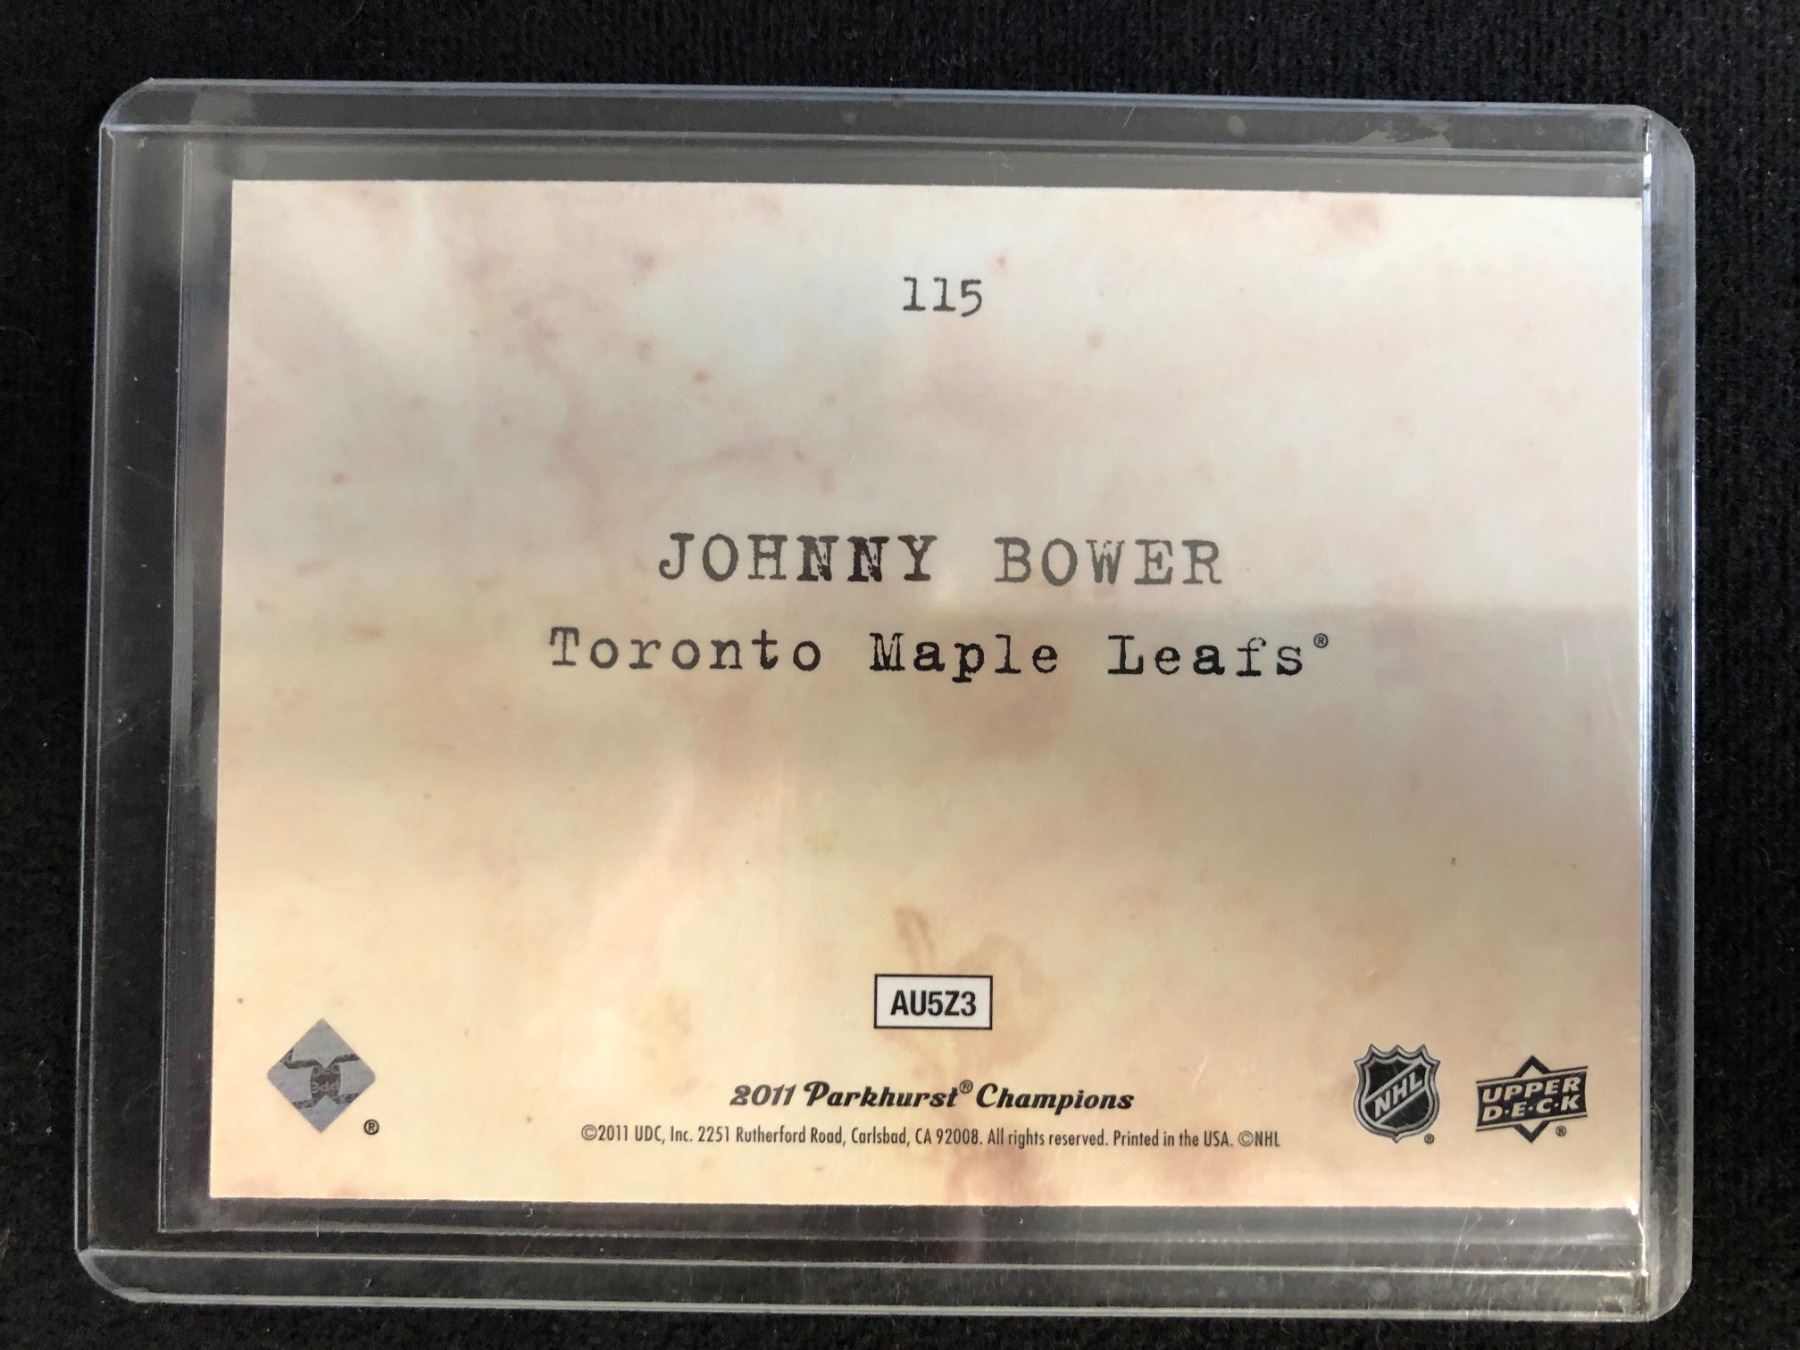 115
JOHNNY BOWER
Toronto Maple Leafs®
AU5Z3
2011 Parkhurst® Champions
©2011 UDC, Inc. 2251 Rutherford Road, Carlsbad, CA 92008. All rights reserved. Printed in the USA. ©NHL
®
NHL ®
UPPER
D·E·C·K ®